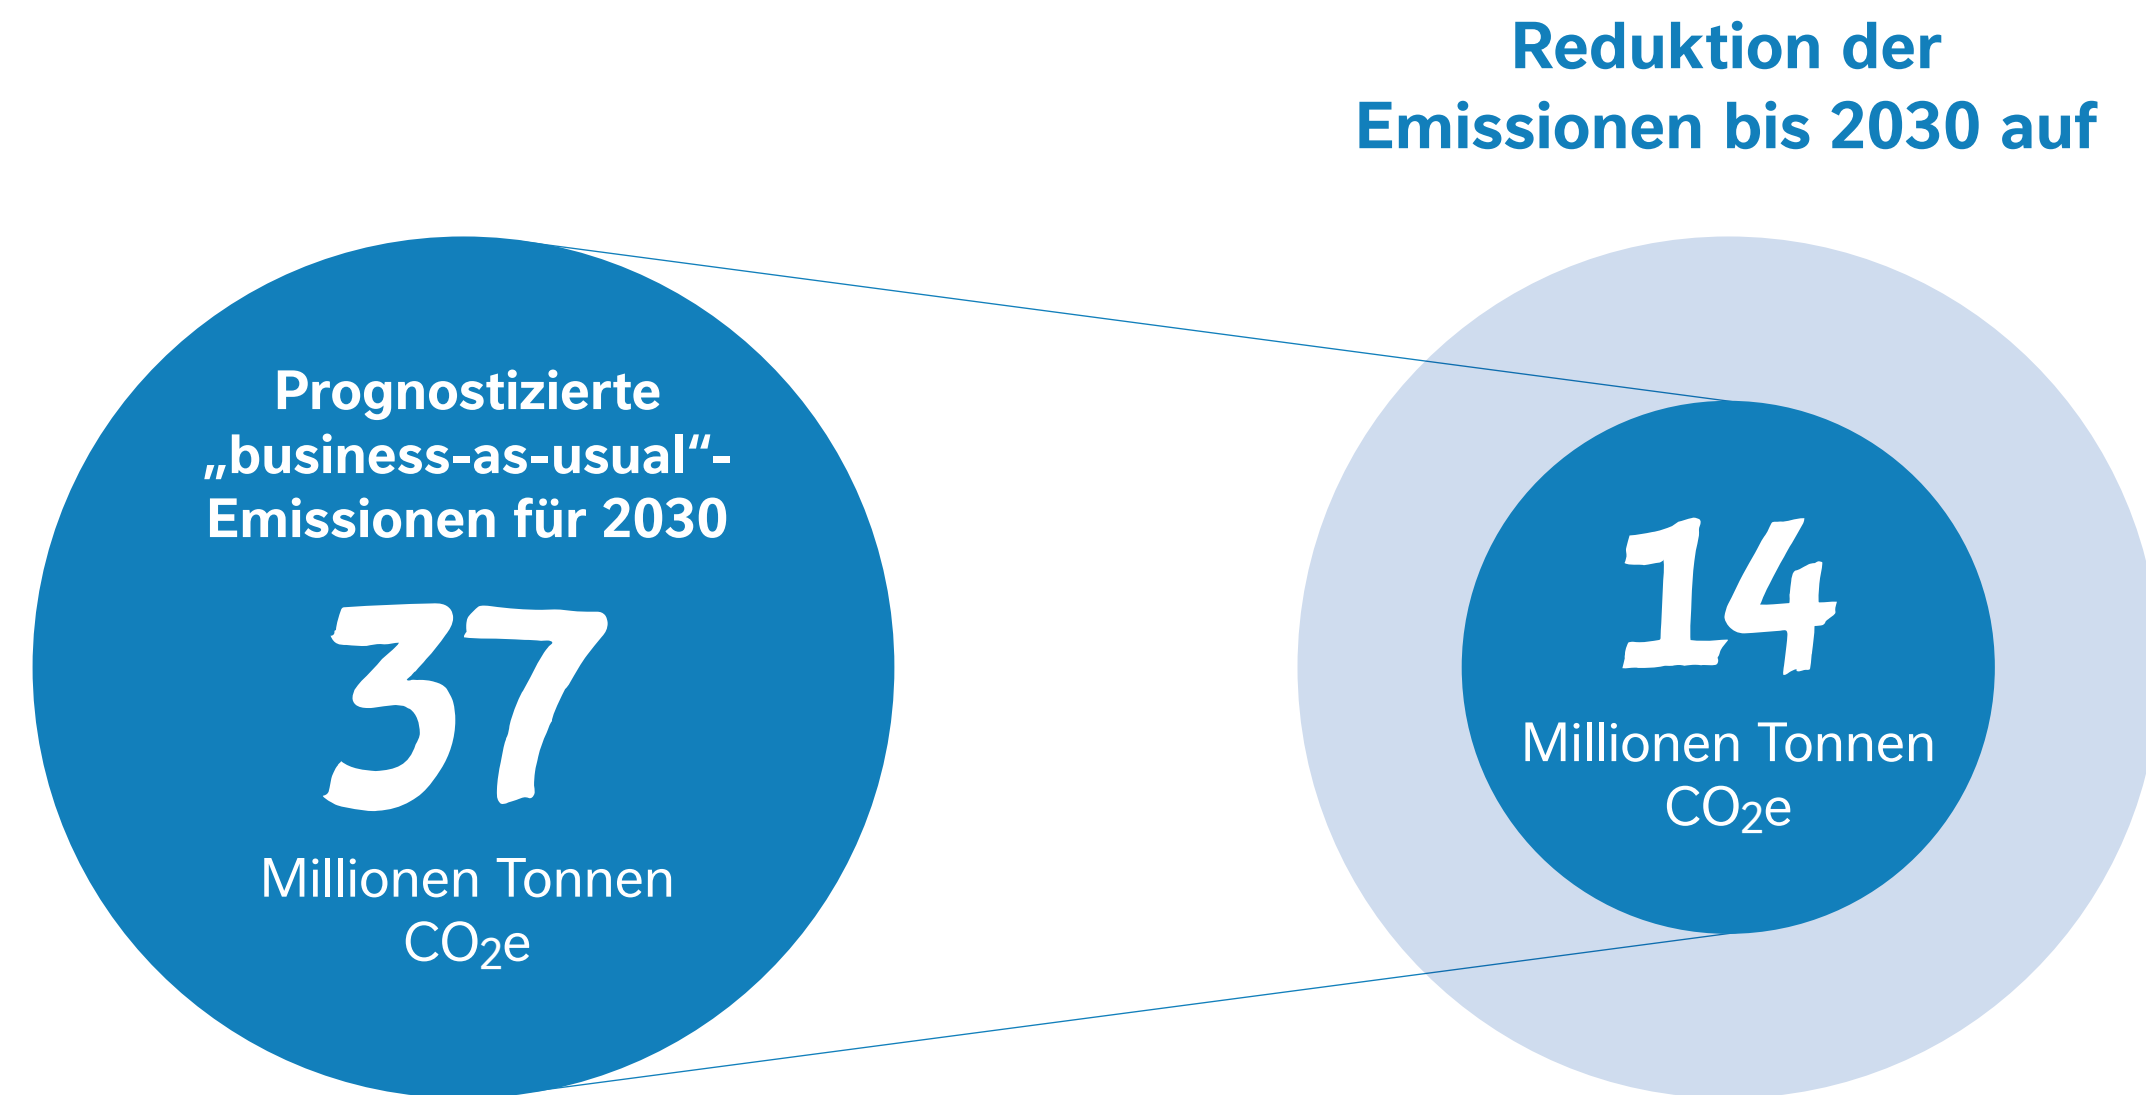 Reduktion der
Emissionen bis 2030 auf
Prognostizierte
„business-as-usual“-
Emissionen für 2030
37
Millionen Tonnen
CO₂e
14
Millionen Tonnen
CO₂e